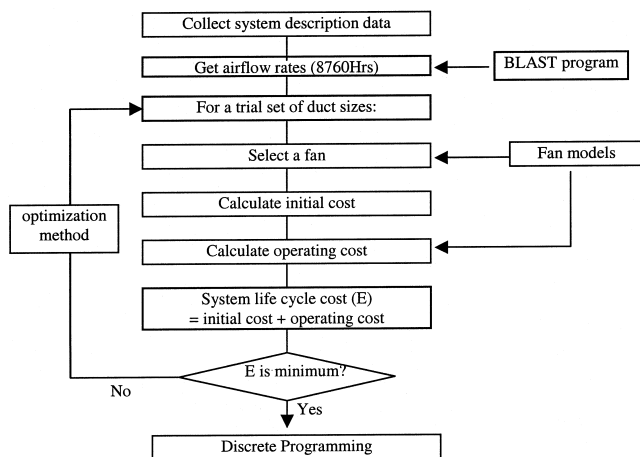 Collect system description data
Get airflow rates (8760Hrs)
BLAST program
For a trial set of duct sizes:
Select a fan
Fan models
Calculate initial cost
optimization
method
Calculate operating cost
System life cycle cost (E)
= initial cost + operating cost
E is minimum?
No
Yes
Discrete Programming